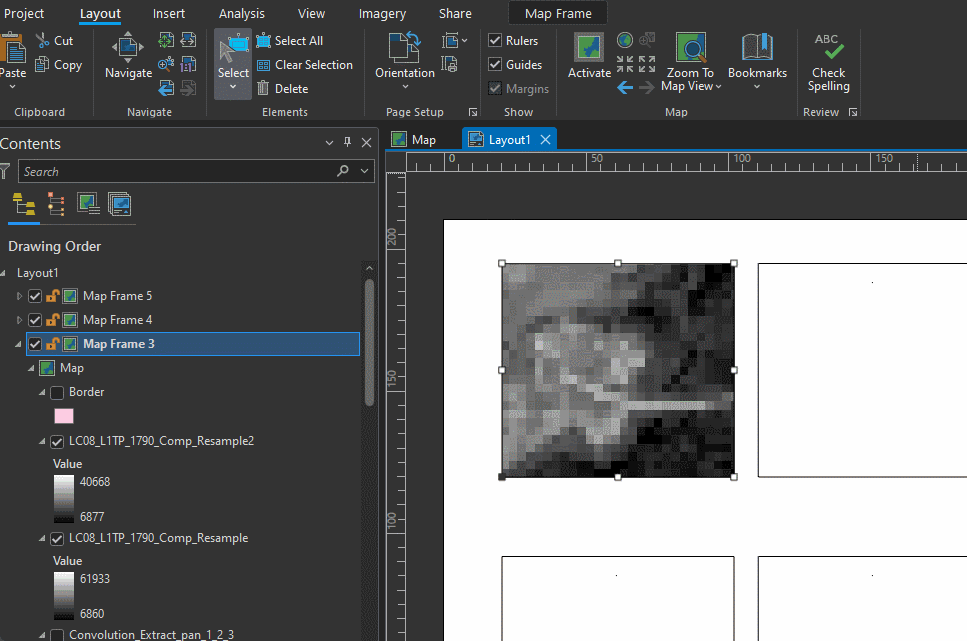 Project Layout Insert Analysis View Imagery Share Map Frame
Paste
Cut
Copy
Clipboard
Navigate
1:1
Navigate
Select
Select All
Clear Selection
Delete
Elements
Orientation
Page Setup
Rulers
Guides
Margins
Show
Activate
Zoom To
Map View
Bookmarks
Map
ABC
Check
Spelling
Review
Contents
Search
Drawing Order
Layout1
Map Frame 5
Map Frame 4
Map Frame 3
Map
Border
LC08_L1TP_1790_Comp_Resample2
Value
40668
6877
LC08_L1TP_1790_Comp_Resample
Value
61933
6860
Convolution_Extract_pan_1_2_3
Map Layout1
0 50 100 150
200
150
100